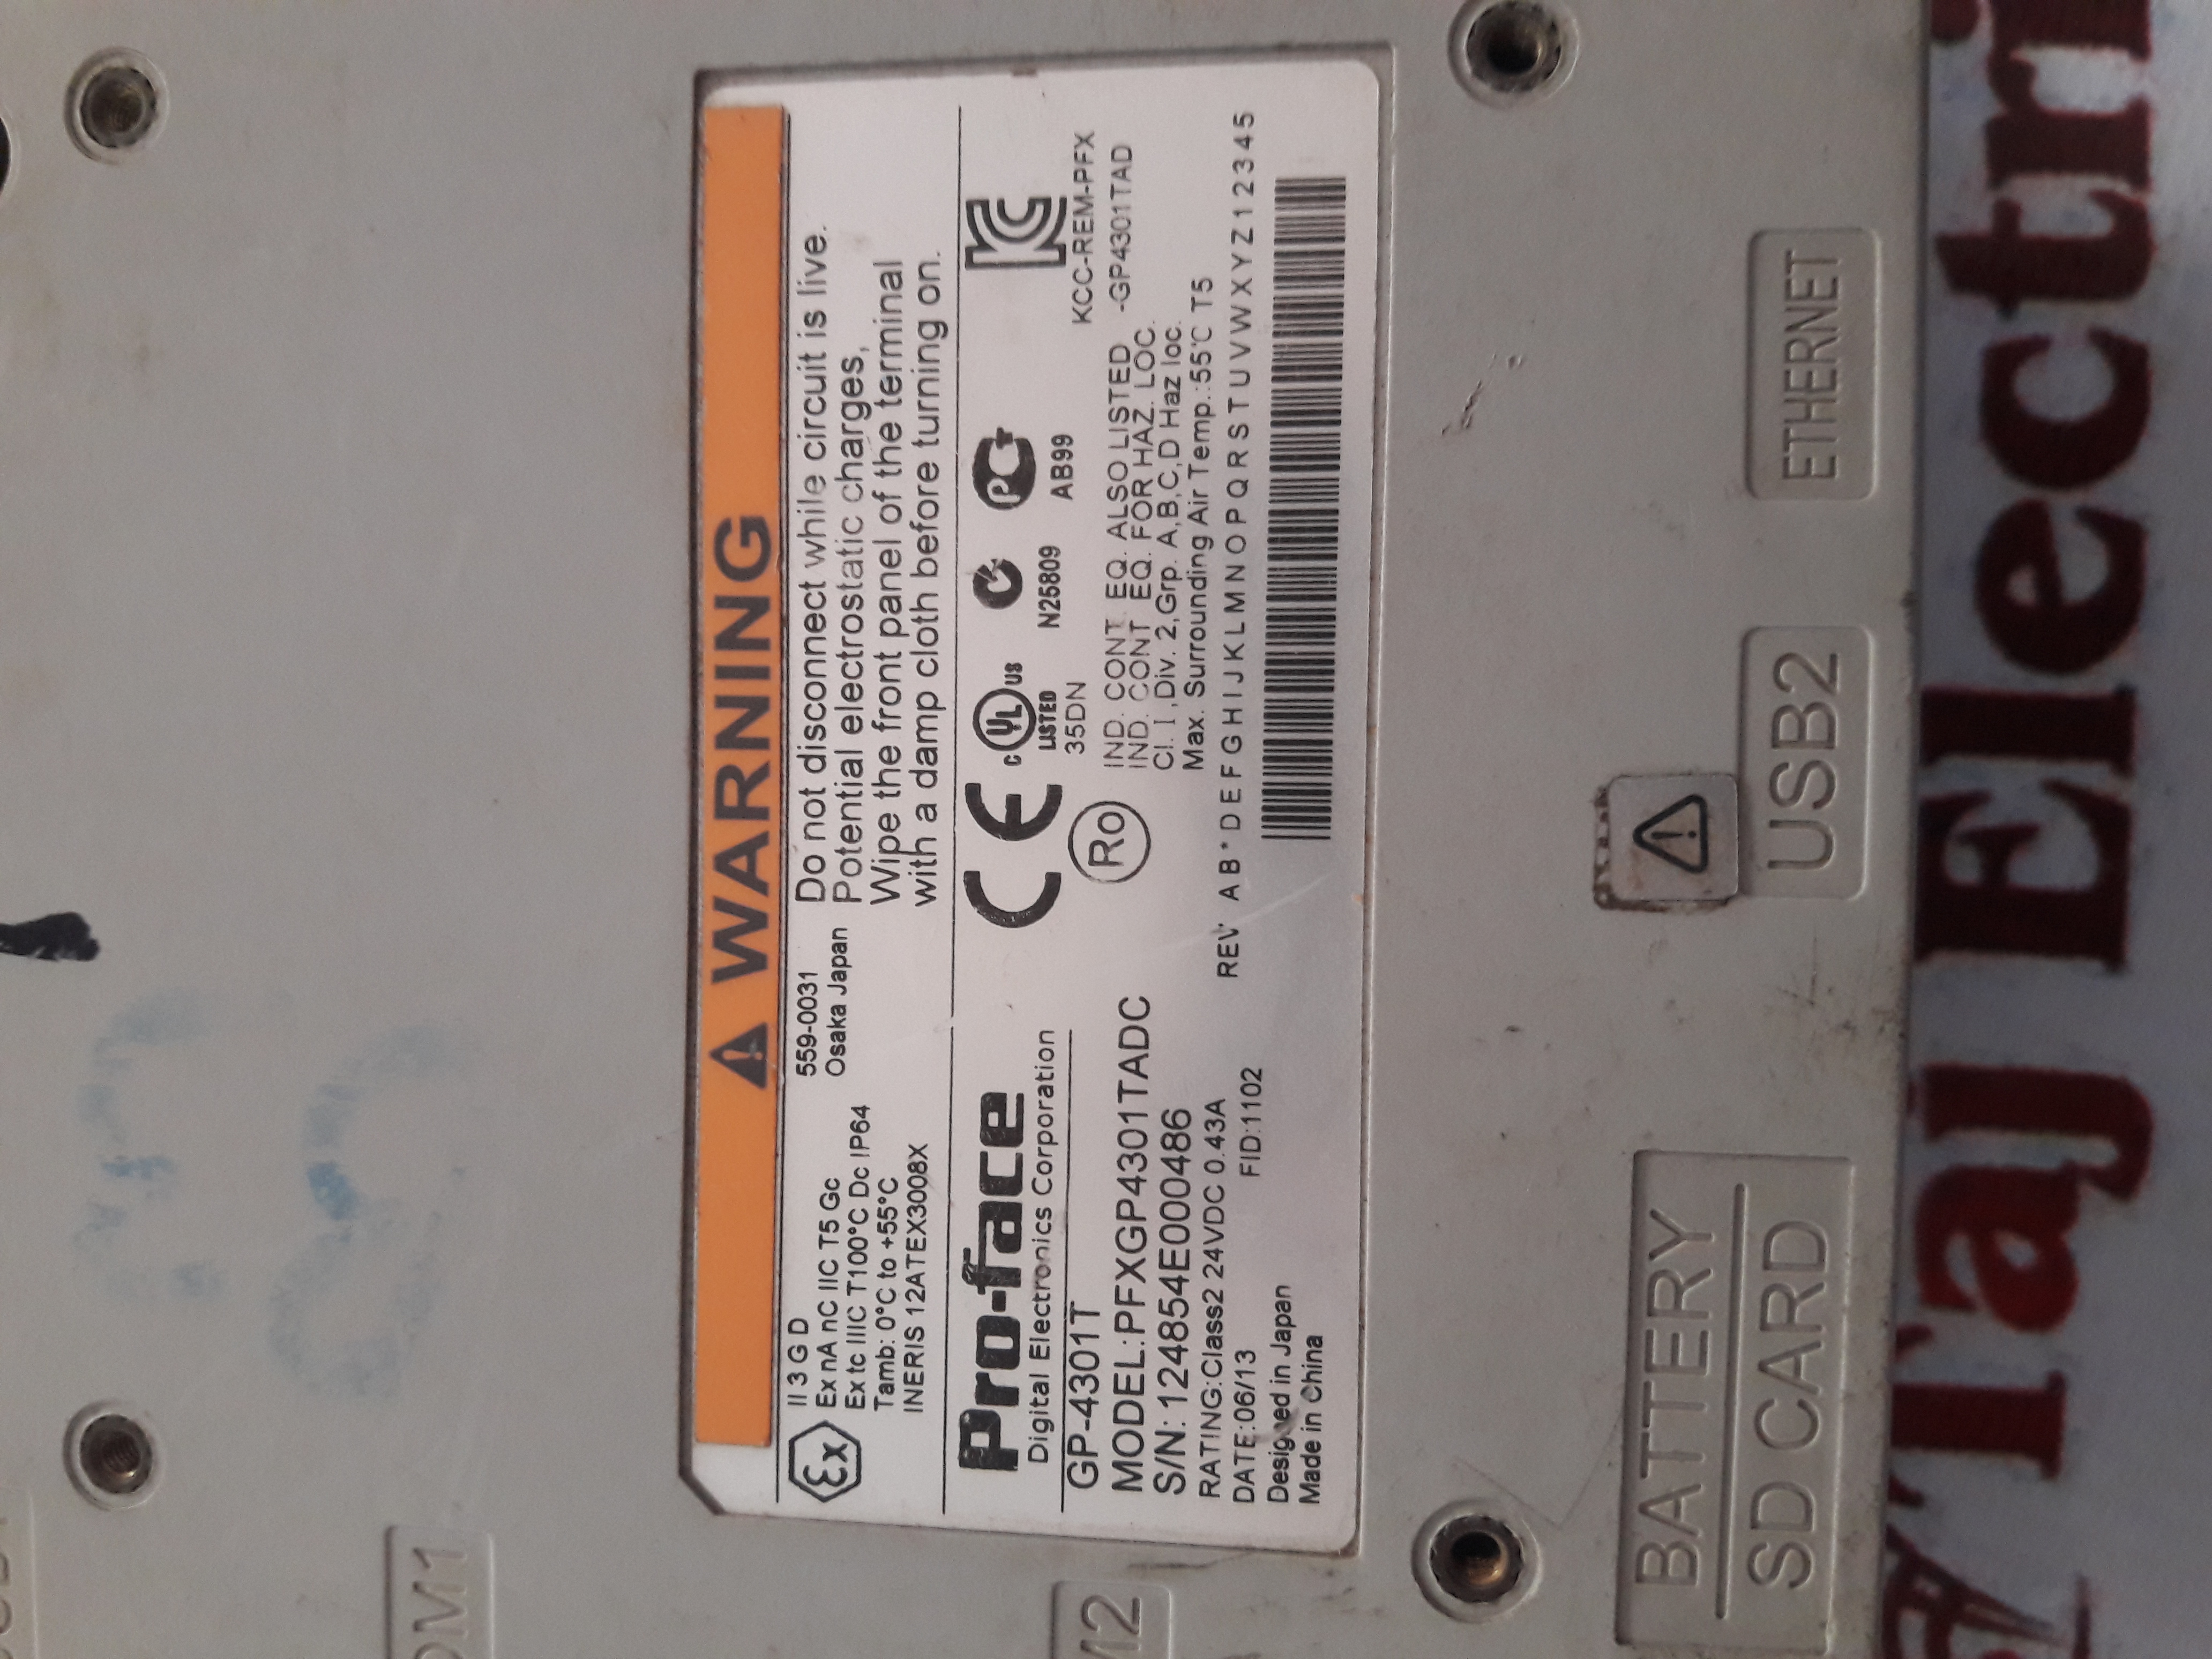 WARNING
II 3 G D
Ex nA nC IIC T5 Gc
Ex tc IIIC T100°C Dc IP64
Tamb: 0°C to +55°C
INERIS 12ATEX3008X
559-0031
Osaka Japan
Do not disconnect while circuit is live.
Potential electrostatic charges,
Wipe the front panel of the terminal
with a damp cloth before turning on.
Pro-face
Digital Electronics Corporation
GP-4301T
MODEL:PFXGP4301TADC
S/N:124854E000486
RATING:Class2 24VDC 0.43A
DATE:06/13
FID:1102
Designed in Japan
Made in China
CE
Ro
C UL US
LISTED
35DN
N25809
AB99
KCC-REM-PFX
-GP4301TAD
IND. CONT. EQ. ALSO LISTED
IND. CONT. EQ. FOR HAZ. LOC.
Cl. I, Div. 2, Grp. A,B,C,D Haz loc.
Max. Surrounding Air Temp.:55℃ T5
REV. A B * D E F G H I J K L M N O P Q R S T U V W X Y Z 1 2 3 4 5
BATTERY
SD CARD
USB2
ETHERNET
Taj Electri